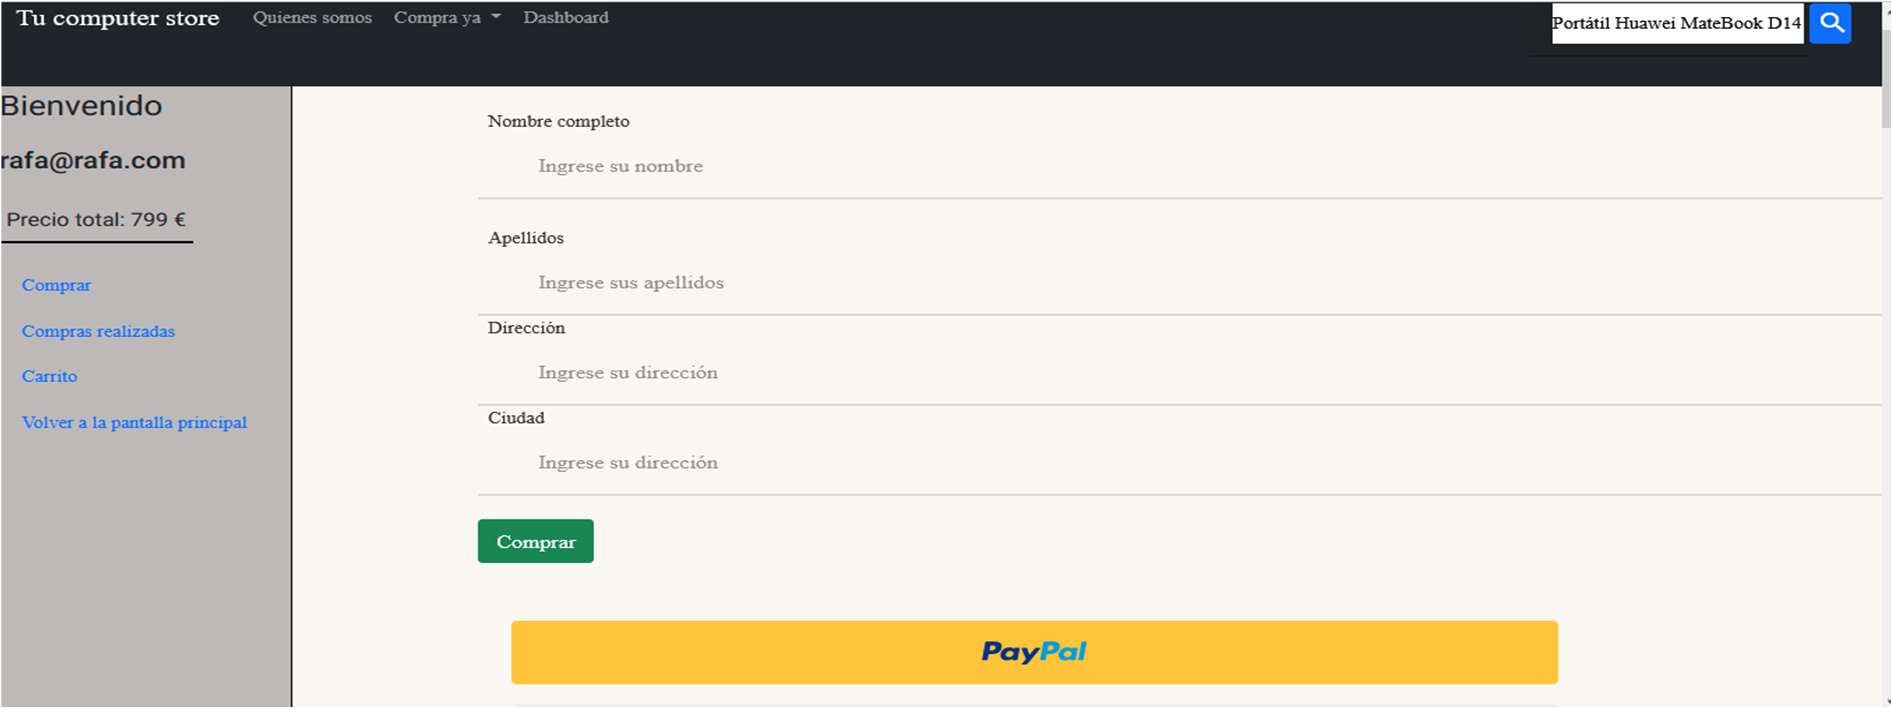 Tu computer store
Quienes somos
Compra ya
Dashboard
Portátil Huawei MateBook D14
Bienvenido
rafa@rafa.com
Precio total: 799 €
Comprar
Compras realizadas
Carrito
Volver a la pantalla principal
Nombre completo
Ingrese su nombre
Apellidos
Ingrese sus apellidos
Dirección
Ingrese su dirección
Ciudad
Ingrese su dirección
Comprar
PayPal